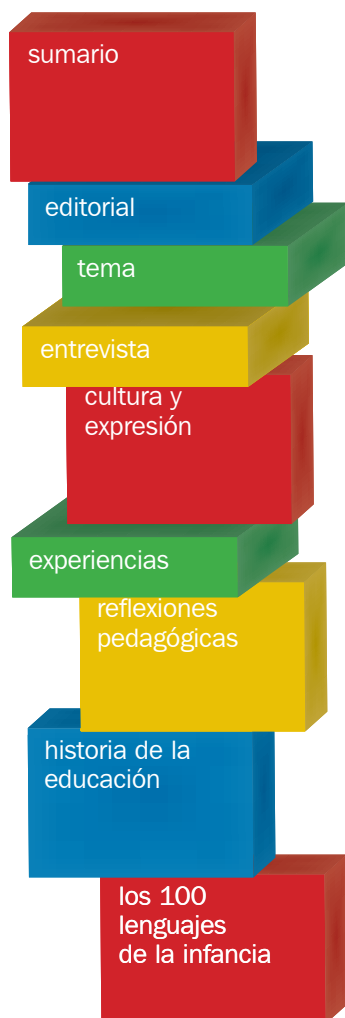 sumario
editorial
tema
entrevista
cultura y
expresión
experiencias
reflexiones
pedagógicas
historia de la
educación
los 100
lenguajes
de la infancia